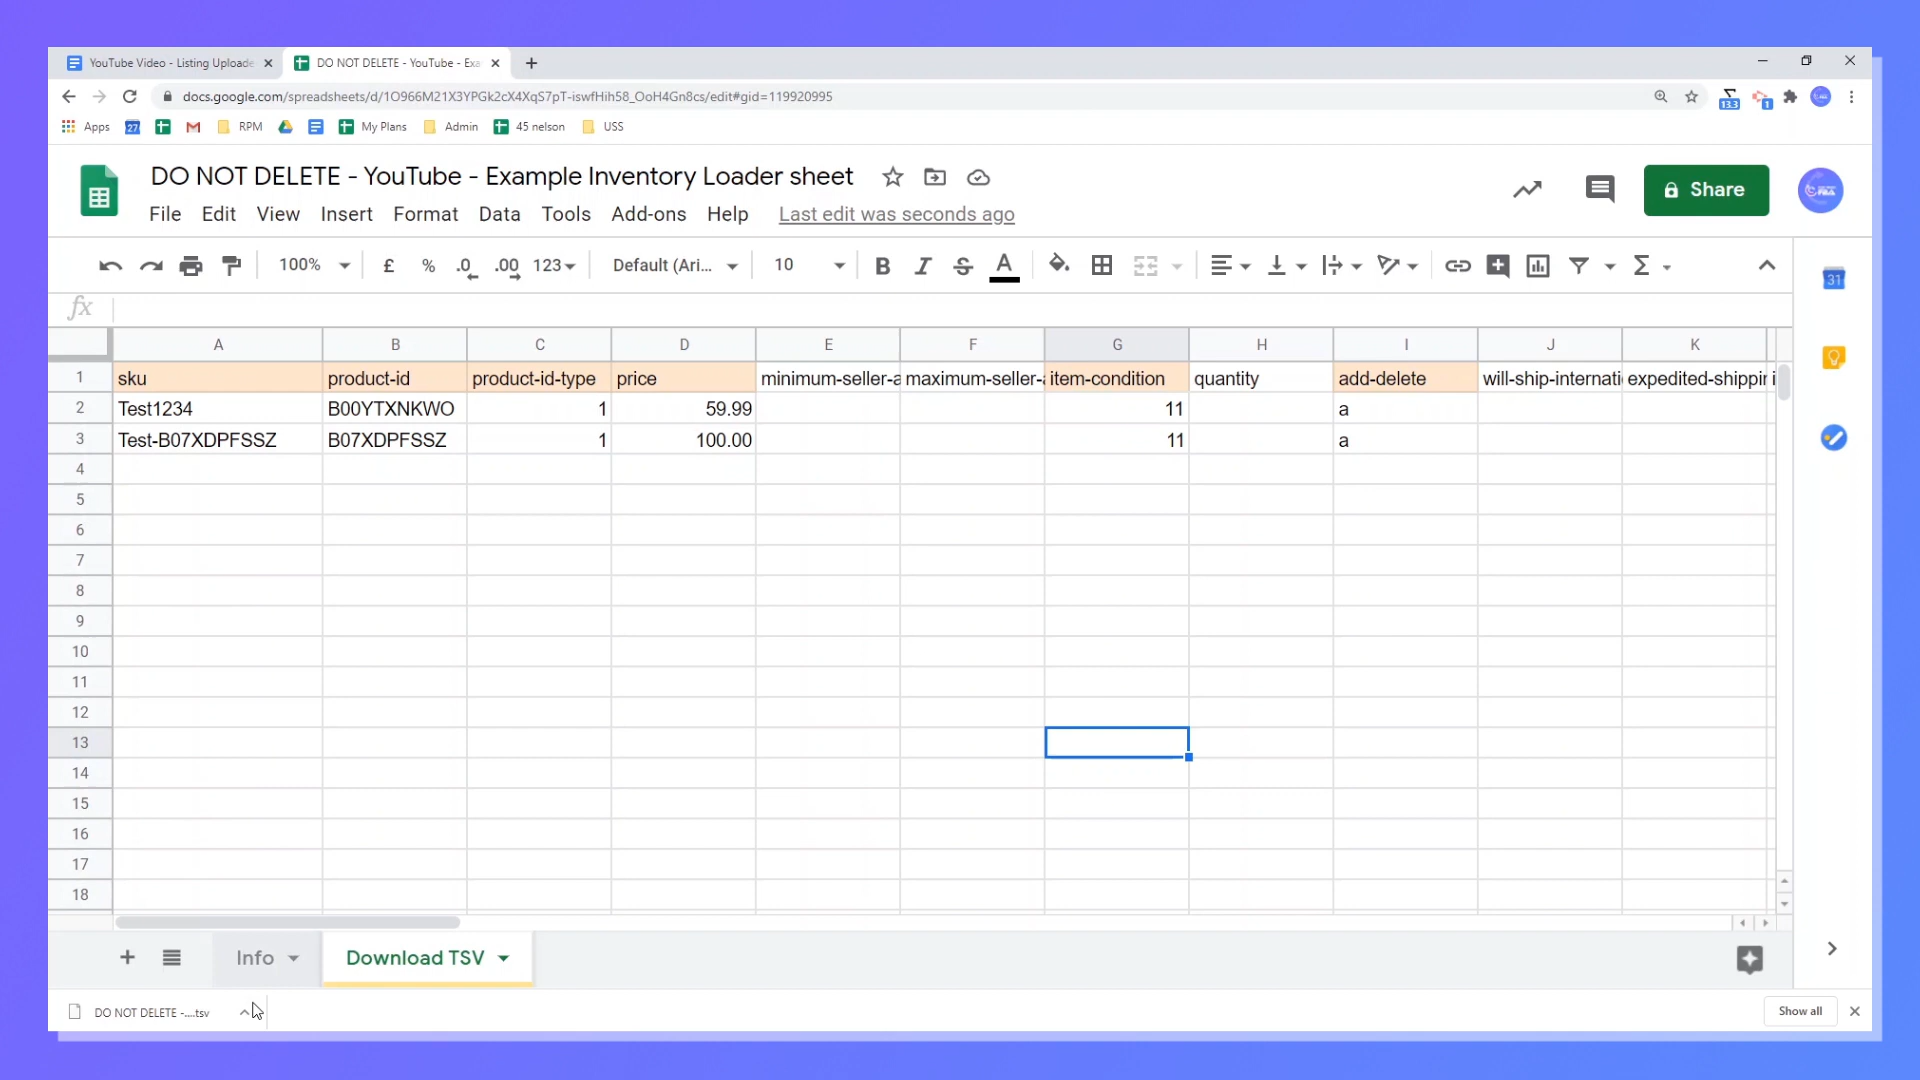 YouTube Video - Listing Uploade
DO NOT DELETE - YouTube - Exa
docs.google.com/spreadsheets/d/1O966M21X3YPGk2cX4XqS7pT-iswfHih58_OoH4Gn8cs/edit#gid=119920995
13.3
1
Apps
27
RPM
My Plans
Admin
45 nelson
USS
DO NOT DELETE - YouTube - Example Inventory Loader sheet
Share
File Edit View Insert Format Data Tools Add-ons Help Last edit was seconds ago
100% £ % .0 .00 123 Default (Ari... 10 B I S A Σ
31
fx
A B C D E F G H I J K
1 sku product-id product-id-type price minimum-seller-a maximum-seller-a item-condition quantity add-delete will-ship-internati expedited-shippin i
2 Test1234 B00YTXNKWO 1 59.99 11 a
3 Test-B07XDPFSSZ B07XDPFSSZ 1 100.00 11 a
4
5
6
7
8
9
10
11
12
13
14
15
16
17
18
Info Download TSV
DO NOT DELETE -....tsv
Show all